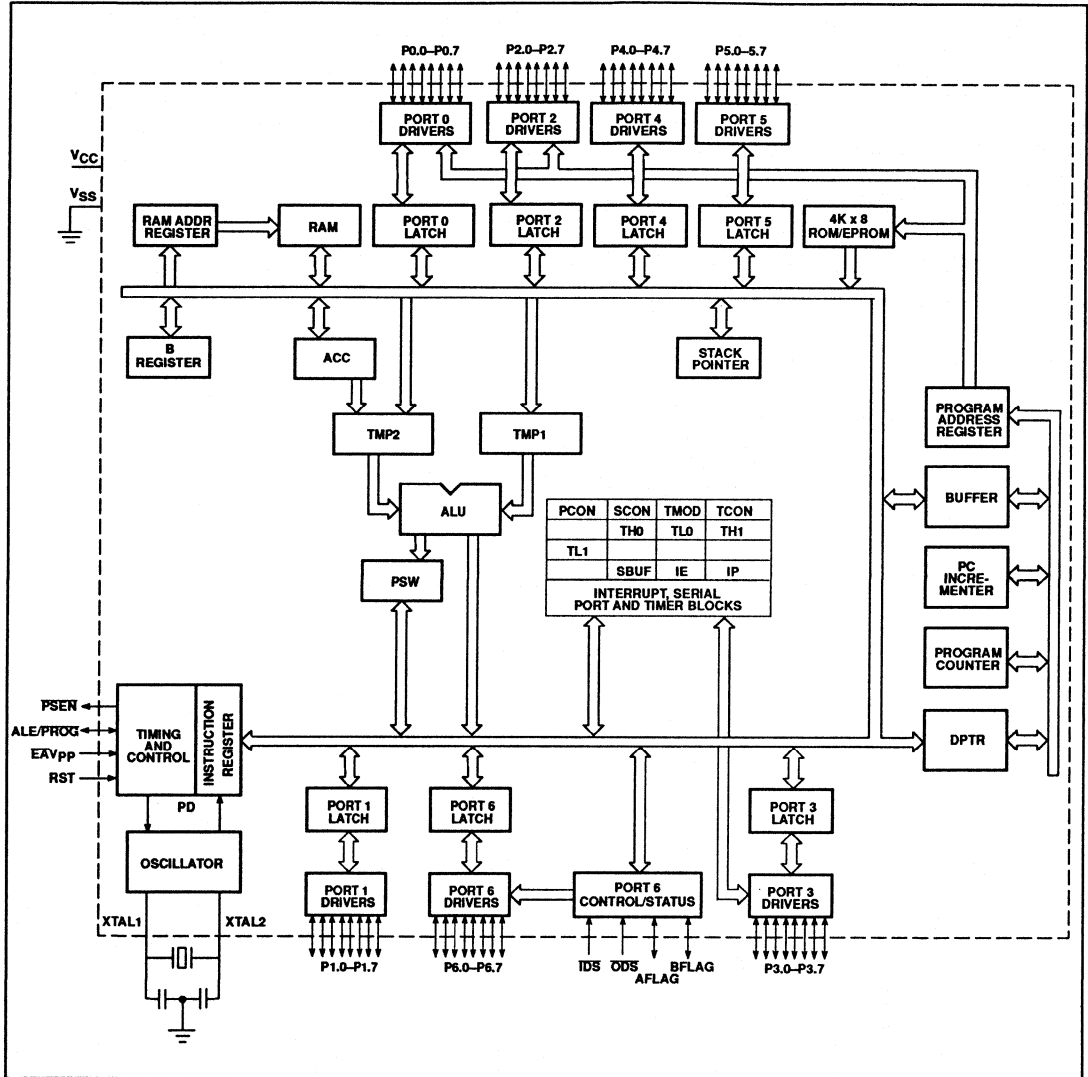 P0.0–P0.7 P2.0–P2.7 P4.0–P4.7 P5.0–5.7
PORT 0
DRIVERS
PORT 2
DRIVERS
PORT 4
DRIVERS
PORT 5
DRIVERS
VCC
VSS
RAM ADDR
REGISTER
RAM
PORT 0
LATCH
PORT 2
LATCH
PORT 4
LATCH
PORT 5
LATCH
4K x 8
ROM/EPROM
B
REGISTER
ACC
STACK
POINTER
TMP2
TMP1
PROGRAM
ADDRESS
REGISTER
ALU
BUFFER
PCON SCON TMOD TCON
TH0 TL0 TH1
TL1
SBUF IE IP
INTERRUPT, SERIAL
PORT AND TIMER BLOCKS
PSW
PC
INCRE-
MENTER
PROGRAM
COUNTER
DPTR
PSEN
ALE/PROG
EAVPP
RST
TIMING
AND
CONTROL
INSTRUCTION
REGISTER
PD
OSCILLATOR
XTAL1
XTAL2
PORT 1
LATCH
PORT 6
LATCH
PORT 3
LATCH
PORT 1
DRIVERS
PORT 6
DRIVERS
PORT 6
CONTROL/STATUS
PORT 3
DRIVERS
P1.0–P1.7
P6.0–P6.7
IDS
ODS
AFLAG
BFLAG
P3.0–P3.7